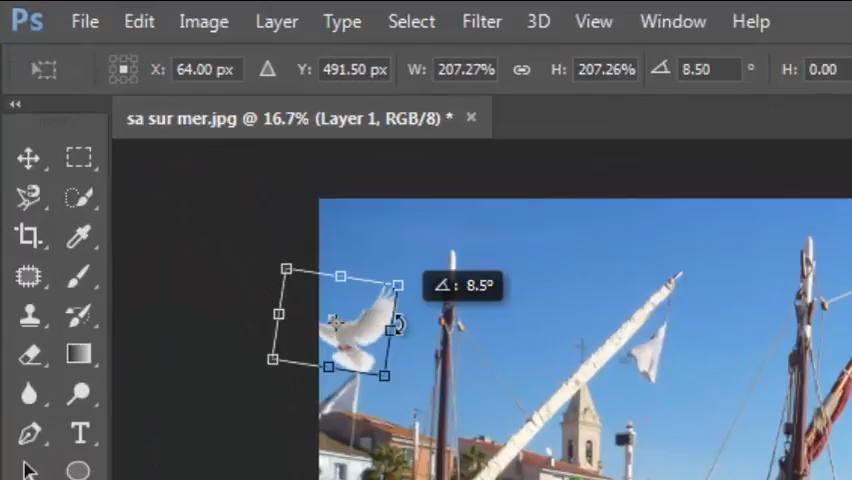 Ps File Edit Image Layer Type Select Filter 3D View Window Help
X: 64.00 px Y: 491.50 px W: 207.27% H: 207.26% 8.50 ° H: 0.00
sa sur mer.jpg @ 16.7% (Layer 1, RGB/8) * ×
: 8.5°
T